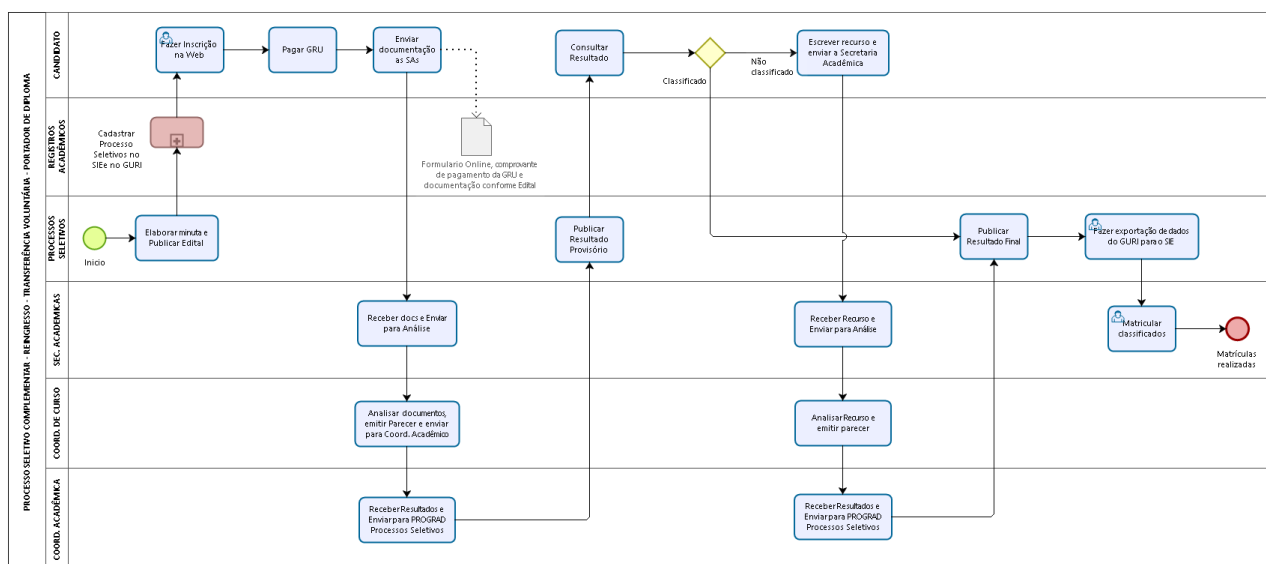 PROCESSO SELETIVO COMPLEMENTAR - REINGRESSO - TRANSFERÊNCIA VOLUNTÁRIA - PORTADOR DE DIPLOMA
CANDIDATO
Fazer Inscrição
na Web
Pagar GRU
Enviar
documentação
as SAs
Consultar
Resultado
Classificado
Não
classificado
Escrever recurso e
enviar a Secretaria
Acadêmica
REGISTROS
ACADÊMICOS
Cadastrar
Processo
Seletivos no
SIE e no GURI
Formulario Online, comprovante
de pagamento da GRU e
documentação conforme Edital
PROCESSOS
SELETIVOS
Inicio
Elaborar minuta e
Publicar Edital
Publicar
Resultado
Provisório
Publicar
Resultado Final
Fazer exportação de dados
do GURI para o SIE
SEC. ACADEMICAS
Receber docs e Enviar
para Análise
Receber Recurso e
Enviar para Análise
Matricular
classificados
Matrículas
realizadas
COORD. DE CURSO
Analisar documentos,
emitir Parecer e enviar
para Coord. Acadêmico
Analisar Recurso e
emitir parecer
COORD. ACADÊMICA
Receber Resultados e
Enviar para PROGRAD
Processos Seletivos
Receber Resultados e
Enviar para PROGRAD
Processos Seletivos